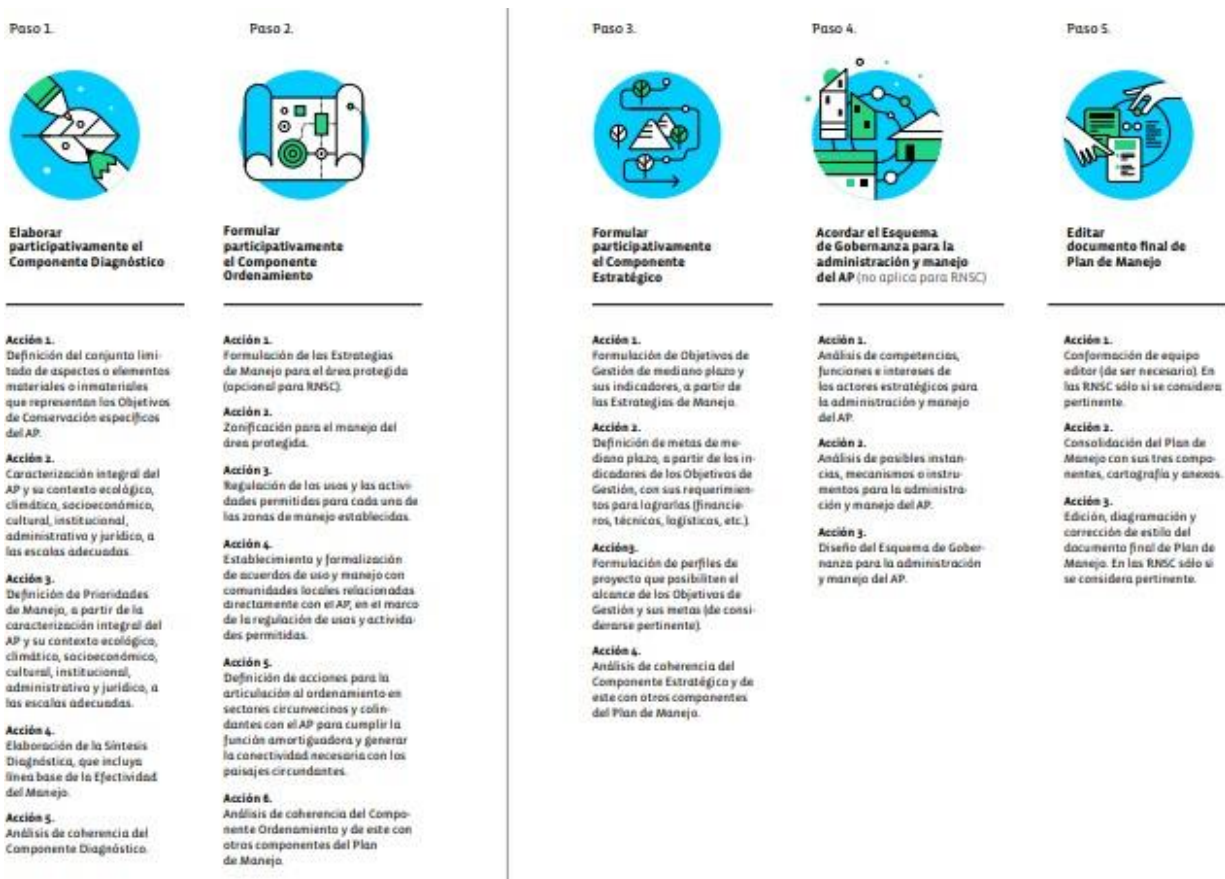 Paso 1.
Elaborar
participativamente el
Componente Diagnóstico
Acción 1.
Definición del conjunto limi-
tado de aspectos o elementos
materiales o inmateriales
que representan los Objetivos
de Conservación específicos
del AP.
Acción 2.
Caracterización integral del
AP y su contexto ecológico,
climático, socioeconómico,
cultural, institucional,
administrativo y jurídico, a
las escalas adecuadas.
Acción 3.
Definición de Prioridades
de Manejo, a partir de la
caracterización integral del
AP y su contexto ecológico,
climático, socioeconómico,
cultural, institucional,
administrativo y jurídico, a
las escalas adecuadas.
Acción 4.
Elaboración de la Síntesis
Diagnóstica, que incluya
línea base de la Efectividad
del Manejo.
Acción 5.
Análisis de coherencia del
Componente Diagnóstico.
Paso 2.
Formular
participativamente
el Componente
Ordenamiento
Acción 1.
Formulación de las Estrategias
de Manejo para el área protegida
(opcional para RNSC).
Acción 2.
Zonificación para el manejo del
área protegida.
Acción 3.
Regulación de los usos y las activi-
dades permitidas para cada una de
las zonas de manejo establecidas.
Acción 4.
Establecimiento y formalización
de acuerdos de uso y manejo con
comunidades locales relacionadas
directamente con el AP, en el marco
de la regulación de usos y activida-
des permitidas.
Acción 5.
Definición de acciones para la
articulación al ordenamiento en
sectores circunvecinos y colin-
dantes con el AP para cumplir la
función amortiguadora y generar
la conectividad necesaria con los
paisajes circundantes.
Acción 6.
Análisis de coherencia del Compo-
nente Ordenamiento y de este con
otros componentes del Plan
de Manejo.
Paso 3.
Formular
participativamente
el Componente
Estratégico
Acción 1.
Formulación de Objetivos de
Gestión de mediano plazo y
sus indicadores, a partir de
las Estrategias de Manejo.
Acción 2.
Definición de metas de me-
diano plazo, a partir de los in-
dicadores de los Objetivos de
Gestión, con sus requerimien-
tos para lograrlas (financie-
ros, técnicos, logísticos, etc.).
Acción3.
Formulación de perfiles de
proyecto que posibiliten el
alcance de los Objetivos de
Gestión y sus metas (de consi-
derarse pertinente).
Acción 4.
Análisis de coherencia del
Componente Estratégico y de
este con otros componentes
del Plan de Manejo.
Paso 4.
Acordar el Esquema
de Gobernanza para la
administración y manejo
del AP (no aplica para RNSC)
Acción 1.
Análisis de competencias,
funciones e intereses de
los actores estratégicos para
la administración y manejo
del AP.
Acción 2.
Análisis de posibles instan-
cias, mecanismos o instru-
mentos para la administra-
ción y manejo del AP.
Acción 3.
Diseño del Esquema de Gober-
nanza para la administración
y manejo del AP.
Paso 5.
Editar
documento final de
Plan de Manejo
Acción 1.
Conformación de equipo
editor (de ser necesario). En
las RNSC sólo si se considera
pertinente.
Acción 2.
Consolidación del Plan de
Manejo con sus tres compo-
nentes, cartografía y anexos.
Acción 3.
Edición, diagramación y
corrección de estilo del
documento final de Plan de
Manejo. En las RNSC sólo si
se considera pertinente.